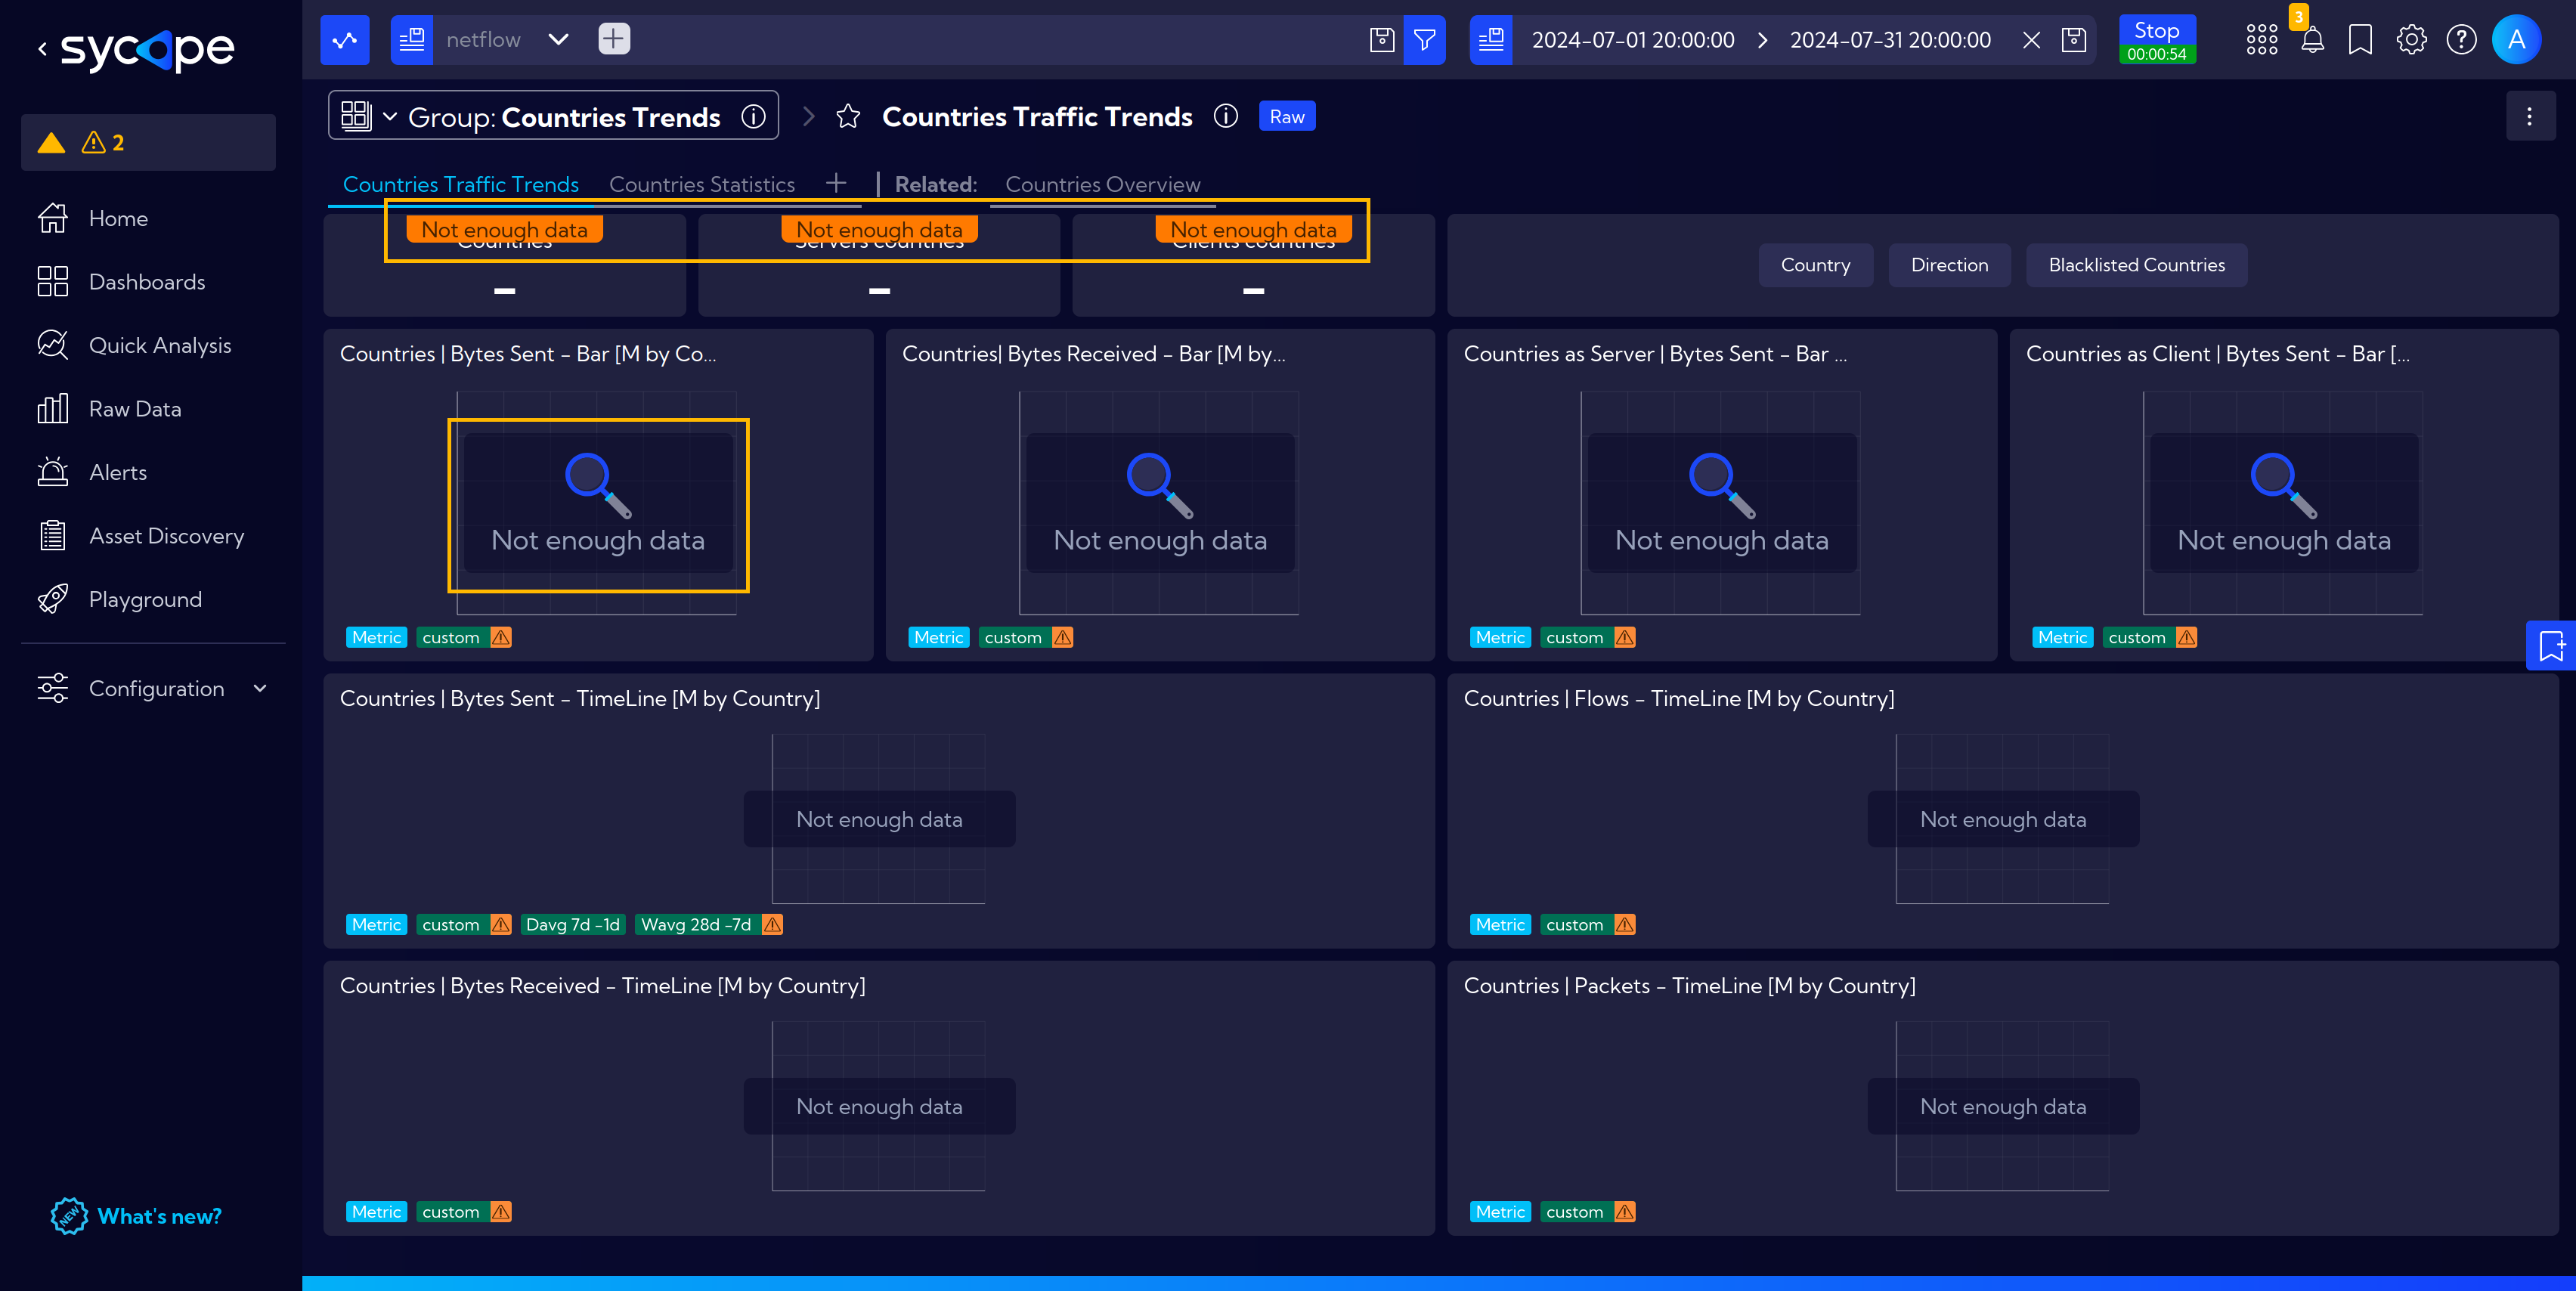 sycope
netflow
2024-07-01 20:00:00
2024-07-31 20:00:00
Stop
00:00:54
3
A
2
Home
Dashboards
Quick Analysis
Raw Data
Alerts
Asset Discovery
Playground
Configuration
NEW
What's new?
Group: Countries Trends
Countries Traffic Trends
Raw
Countries Traffic Trends
Countries Statistics
Related:
Countries Overview
Not enough data
Countries
-
Not enough data
Servers countries
-
Not enough data
Clients countries
-
Country
Direction
Blacklisted Countries
Countries | Bytes Sent - Bar [M by Co...
Not enough data
Metric custom
Countries| Bytes Received - Bar [M by...
Not enough data
Metric custom
Countries as Server | Bytes Sent - Bar ...
Not enough data
Metric custom
Countries as Client | Bytes Sent - Bar [...
Not enough data
Metric custom
Countries | Bytes Sent - TimeLine [M by Country]
Not enough data
Metric custom Davg 7d -1d Wavg 28d -7d
Countries | Flows - TimeLine [M by Country]
Not enough data
Metric custom
Countries | Bytes Received - TimeLine [M by Country]
Not enough data
Metric custom
Countries | Packets - TimeLine [M by Country]
Not enough data
Metric custom